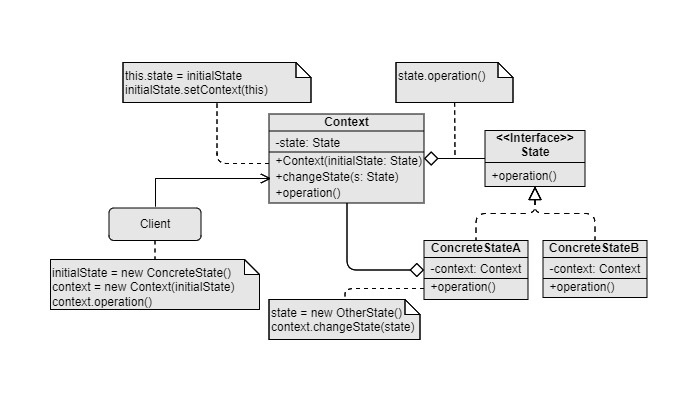 this.state = initialState
initialState.setContext(this)
state.operation()
Context
-state: State
+Context(initialState: State)
+changeState(s: State)
+operation()
<<Interface>>
State
+operation()
Client
initialState = new ConcreteState()
context = new Context(initialState)
context.operation()
ConcreteStateA
-context: Context
+operation()
ConcreteStateB
-context: Context
+operation()
state = new OtherState()
context.changeState(state)